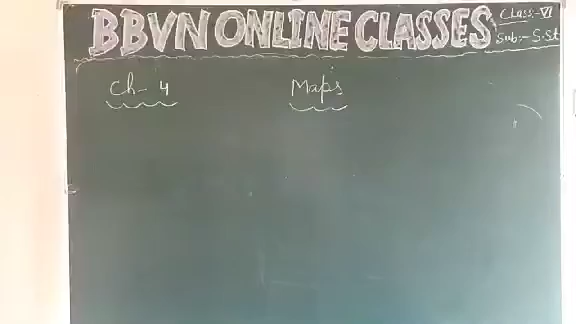 BBVN ONLINE CLASSES
Class:- VI
Sub:- S.St
Ch- 4 Maps